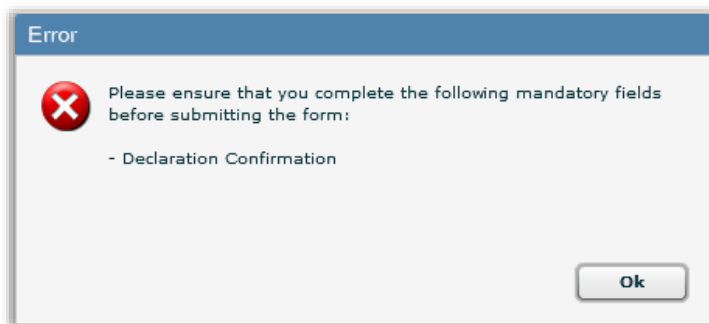 Error
Please ensure that you complete the following mandatory fields
before submitting the form:
- Declaration Confirmation
Ok